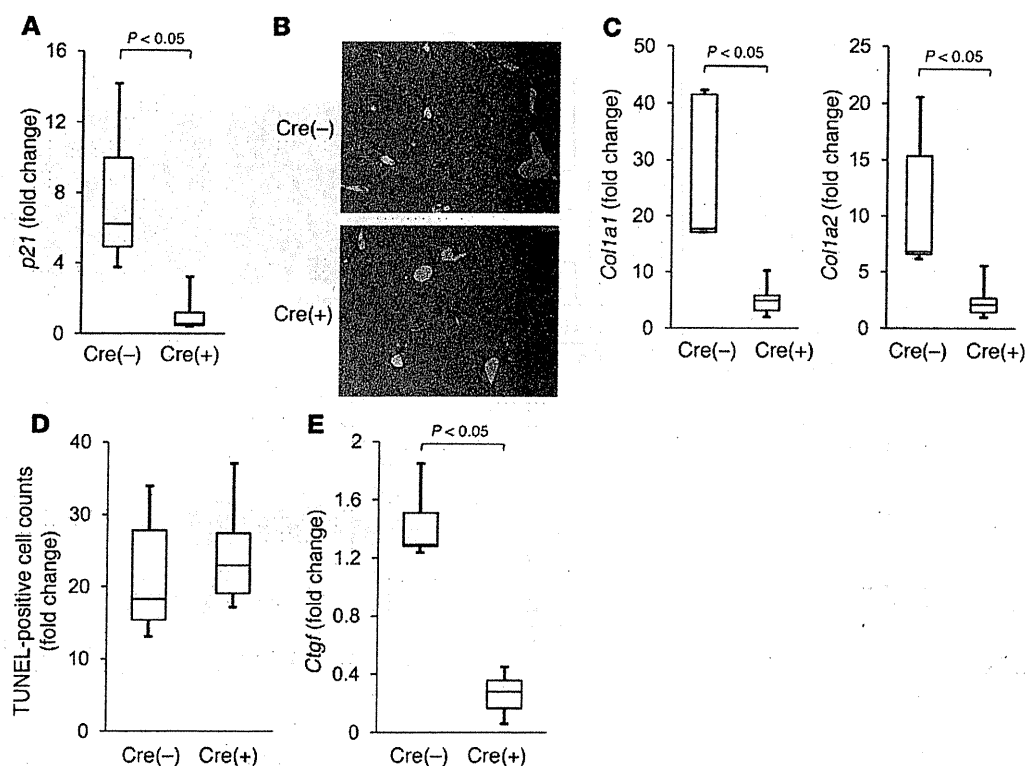 A
P < 0.05
p21 (fold change)
16
12
8
4
0
Cre(–)
Cre(+)
B
Cre(–)
Cre(+)
C
P < 0.05
Col1a1 (fold change)
50
40
30
20
10
0
Cre(–)
Cre(+)
P < 0.05
Col1a2 (fold change)
25
20
15
10
5
0
Cre(–)
Cre(+)
D
TUNEL-positive cell counts
(fold change)
40
30
20
10
0
Cre(–)
Cre(+)
E
P < 0.05
Ctgf (fold change)
2
1.6
1.2
0.8
0.4
0
Cre(–)
Cre(+)